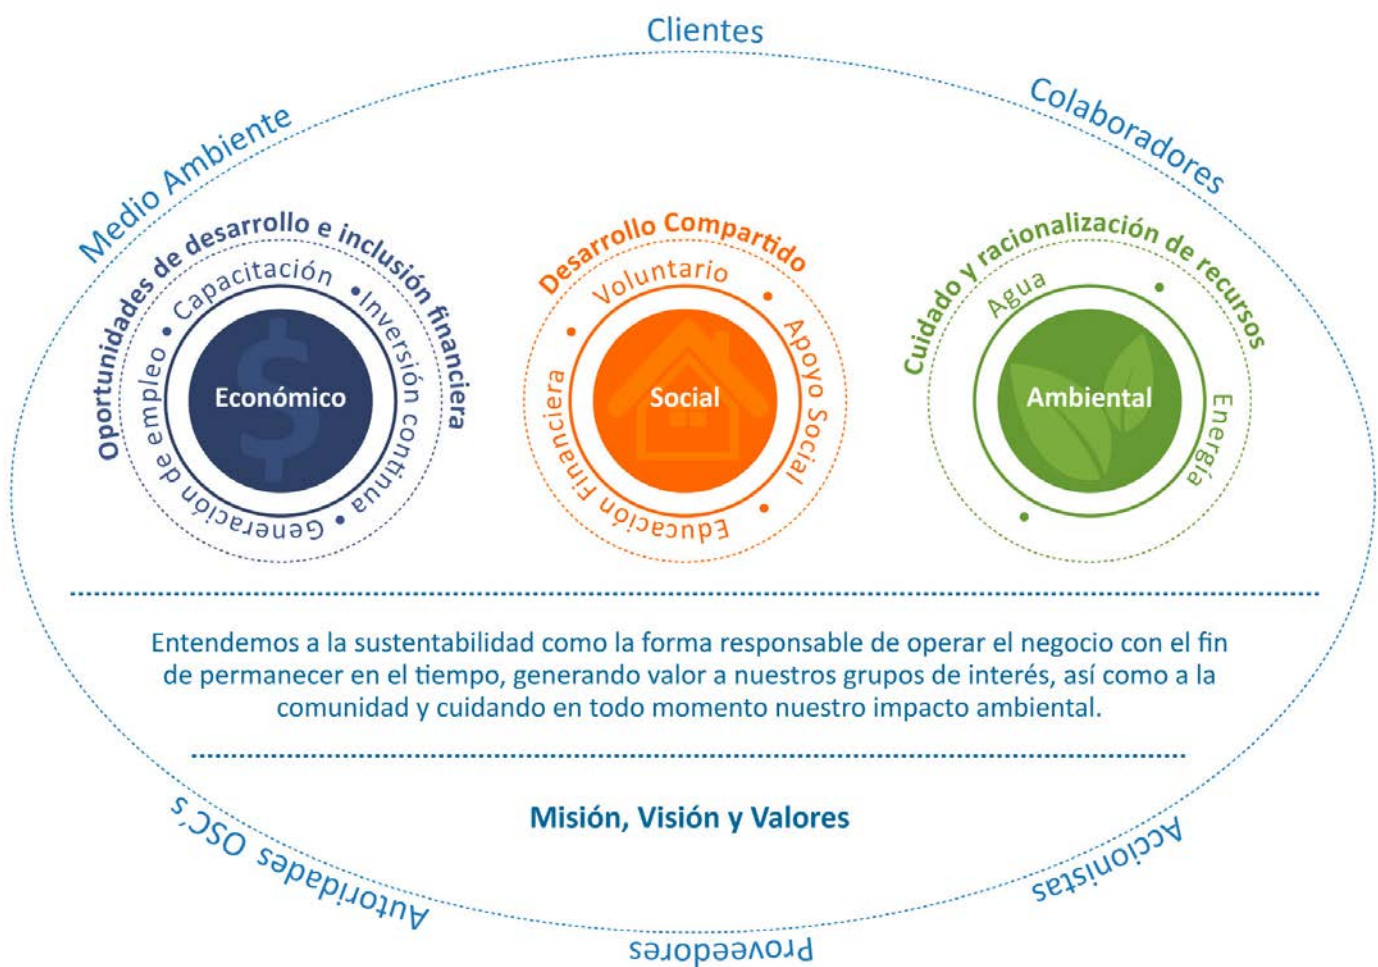 Clientes
Colaboradores
Medio Ambiente
Oportunidades de desarrollo e inclusión financiera
• Capacitación
• Inversión continua
• Generación de empleo
Económico
Desarrollo Compartido
• Voluntario
• Apoyo Social
• Educación Financiera
Social
Cuidado y racionalización de recursos
Agua
• Energía
•
Ambiental
Entendemos a la sustentabilidad como la forma responsable de operar el negocio con el fin
de permanecer en el tiempo, generando valor a nuestros grupos de interés, así como a la
comunidad y cuidando en todo momento nuestro impacto ambiental.
Misión, Visión y Valores
Autoridades OSC´s
Proveedores
Accionistas